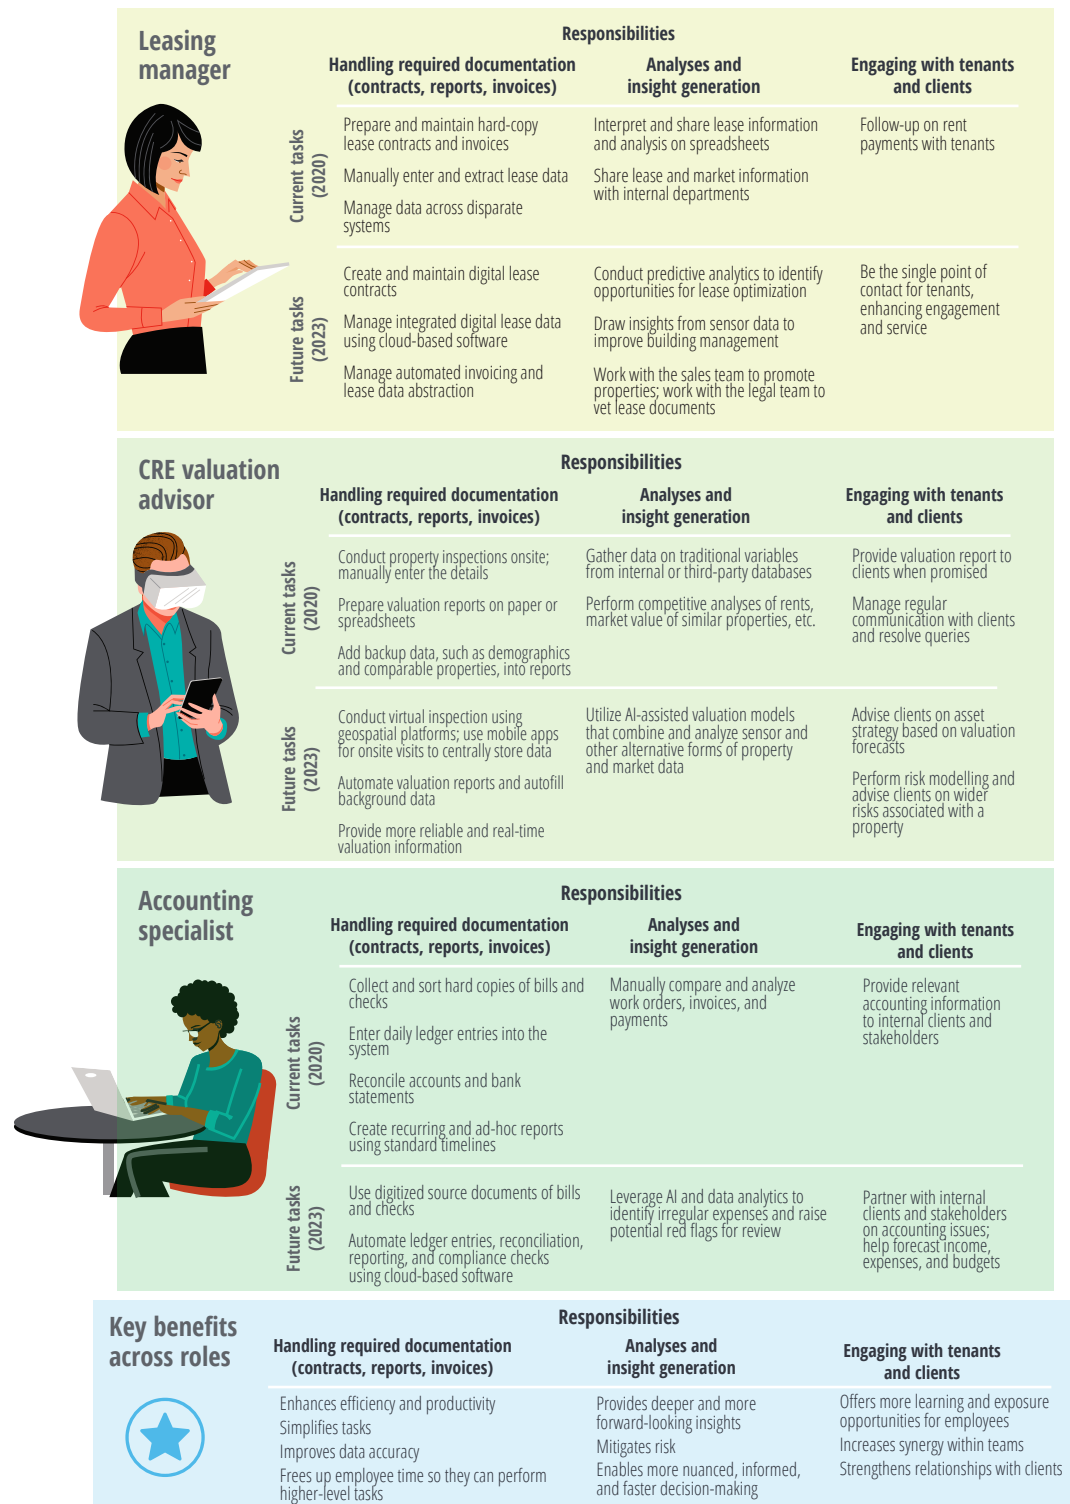 Leasing
manager
Responsibilities
Handling required documentation
(contracts, reports, invoices)
Analyses and
insight generation
Engaging with tenants
and clients
Current tasks
(2020)
Prepare and maintain hard-copy
lease contracts and invoices
Manually enter and extract lease data
Manage data across disparate
systems
Interpret and share lease information
and analysis on spreadsheets
Share lease and market information
with internal departments
Follow-up on rent
payments with tenants
Future tasks
(2023)
Create and maintain digital lease
contracts
Manage integrated digital lease data
using cloud-based software
Manage automated invoicing and
lease data abstraction
Conduct predictive analytics to identify
opportunities for lease optimization
Draw insights from sensor data to
improve building management
Work with the sales team to promote
properties; work with the legal team to
vet lease documents
Be the single point of
contact for tenants,
enhancing engagement
and service
CRE valuation
advisor
Responsibilities
Handling required documentation
(contracts, reports, invoices)
Analyses and
insight generation
Engaging with tenants
and clients
Current tasks
(2020)
Conduct property inspections onsite;
manually enter the details
Prepare valuation reports on paper or
spreadsheets
Add backup data, such as demographics
and comparable properties, into reports
Gather data on traditional variables
from internal or third-party databases
Perform competitive analyses of rents,
market value of similar properties, etc.
Provide valuation report to
clients when promised
Manage regular
communication with clients
and resolve queries
Future tasks
(2023)
Conduct virtual inspection using
geospatial platforms; use mobile apps
for onsite visits to centrally store data
Automate valuation reports and autofill
background data
Provide more reliable and real-time
valuation information
Utilize AI-assisted valuation models
that combine and analyze sensor and
other alternative forms of property
and market data
Advise clients on asset
strategy based on valuation
forecasts
Perform risk modelling and
advise clients on wider
risks associated with a
property
Accounting
specialist
Responsibilities
Handling required documentation
(contracts, reports, invoices)
Analyses and
insight generation
Engaging with tenants
and clients
Current tasks
(2020)
Collect and sort hard copies of bills and
checks
Enter daily ledger entries into the
system
Reconcile accounts and bank
statements
Create recurring and ad-hoc reports
using standard timelines
Manually compare and analyze
work orders, invoices, and
payments
Provide relevant
accounting information
to internal clients and
stakeholders
Future tasks
(2023)
Use digitized source documents of bills
and checks
Automate ledger entries, reconciliation,
reporting, and compliance checks
using cloud-based software
Leverage AI and data analytics to
identify irregular expenses and raise
potential red flags for review
Partner with internal
clients and stakeholders
on accounting issues;
help forecast income,
expenses, and budgets
Key benefits
across roles
Responsibilities
Handling required documentation
(contracts, reports, invoices)
Analyses and
insight generation
Engaging with tenants
and clients
Enhances efficiency and productivity
Simplifies tasks
Improves data accuracy
Frees up employee time so they can perform
higher-level tasks
Provides deeper and more
forward-looking insights
Mitigates risk
Enables more nuanced, informed,
and faster decision-making
Offers more learning and exposure
opportunities for employees
Increases synergy within teams
Strengthens relationships with clients